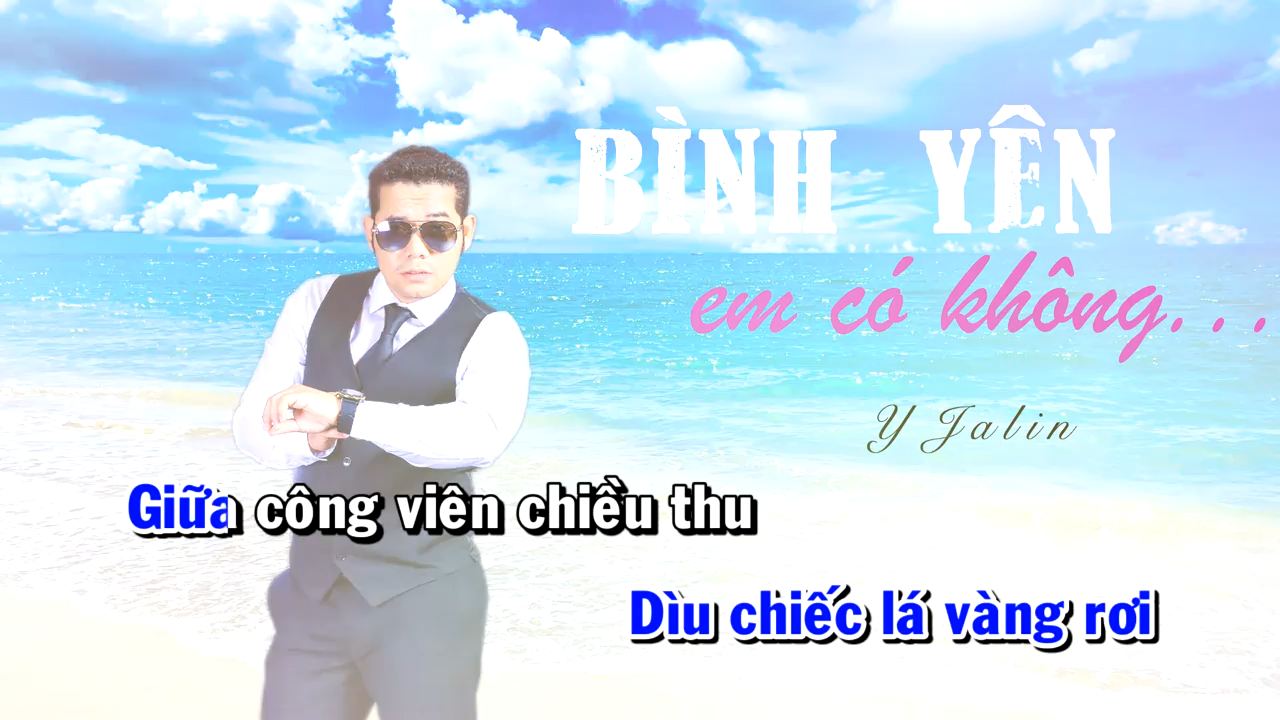 BÌNH YÊN
em có không...
Y Jalin
Giữa công viên chiều thu
Dìu chiếc lá vàng rơi